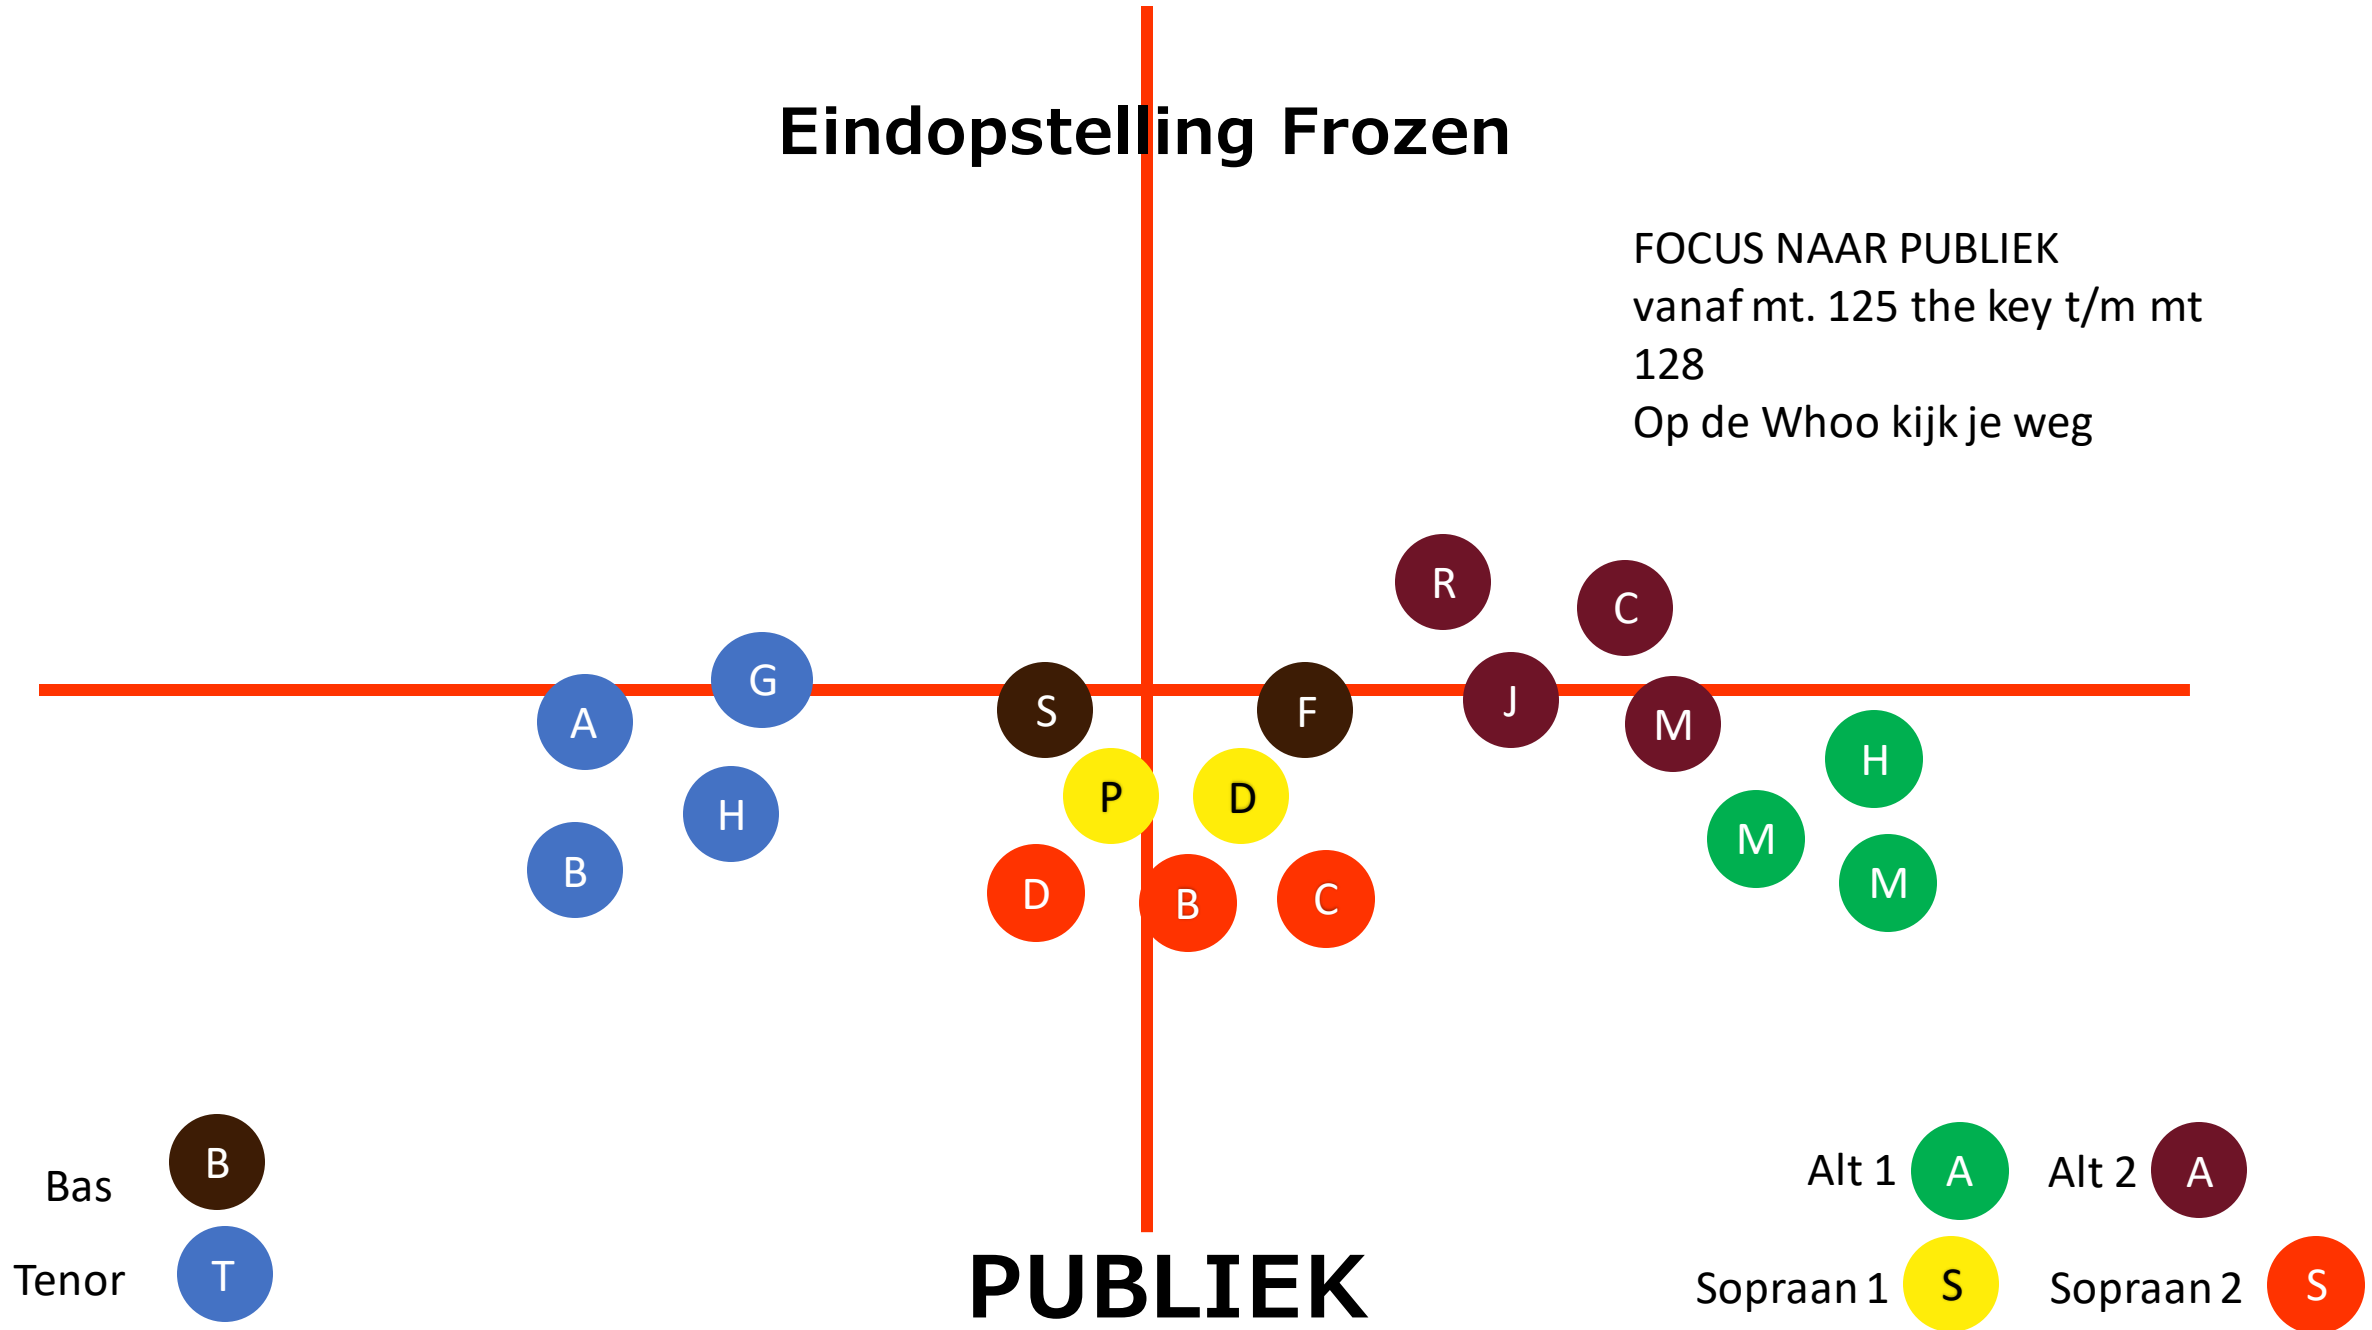 Eindopstelling Frozen
FOCUS NAAR PUBLIEK
vanaf mt. 125 the key t/m mt
128
Op de Whoo kijk je weg
R
C
G
A
S
F
J
M
H
P
D
H
M
B
D
B
C
M
Bas B
Tenor T
Alt 1 A Alt 2 A
Sopraan 1 S Sopraan 2 S
PUBLIEK